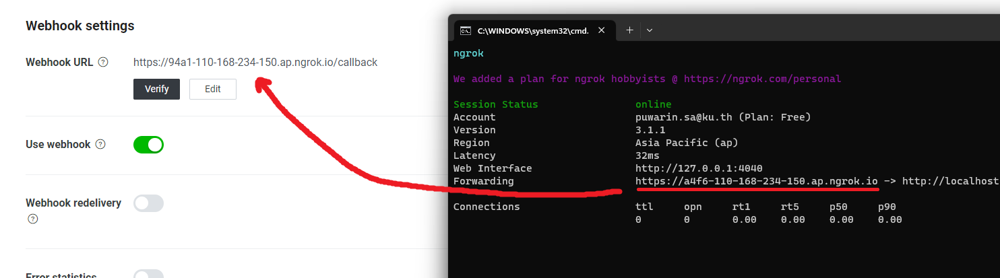 Webhook settings
Webhook URL ? https://94a1-110-168-234-150.ap.ngrok.io/callback
Verify Edit
Use webhook ?
Webhook redelivery
?
Error statistics
C:\WINDOWS\system32\cmd.
ngrok
We added a plan for ngrok hobbyists @ https://ngrok.com/personal
Session Status online
Account puwarin.sa@ku.th (Plan: Free)
Version 3.1.1
Region Asia Pacific (ap)
Latency 32ms
Web Interface http://127.0.0.1:4040
Forwarding https://a4f6-110-168-234-150.ap.ngrok.io -> http://localhost
Connections ttl opn rt1 rt5 p50 p90
0 0 0.00 0.00 0.00 0.00